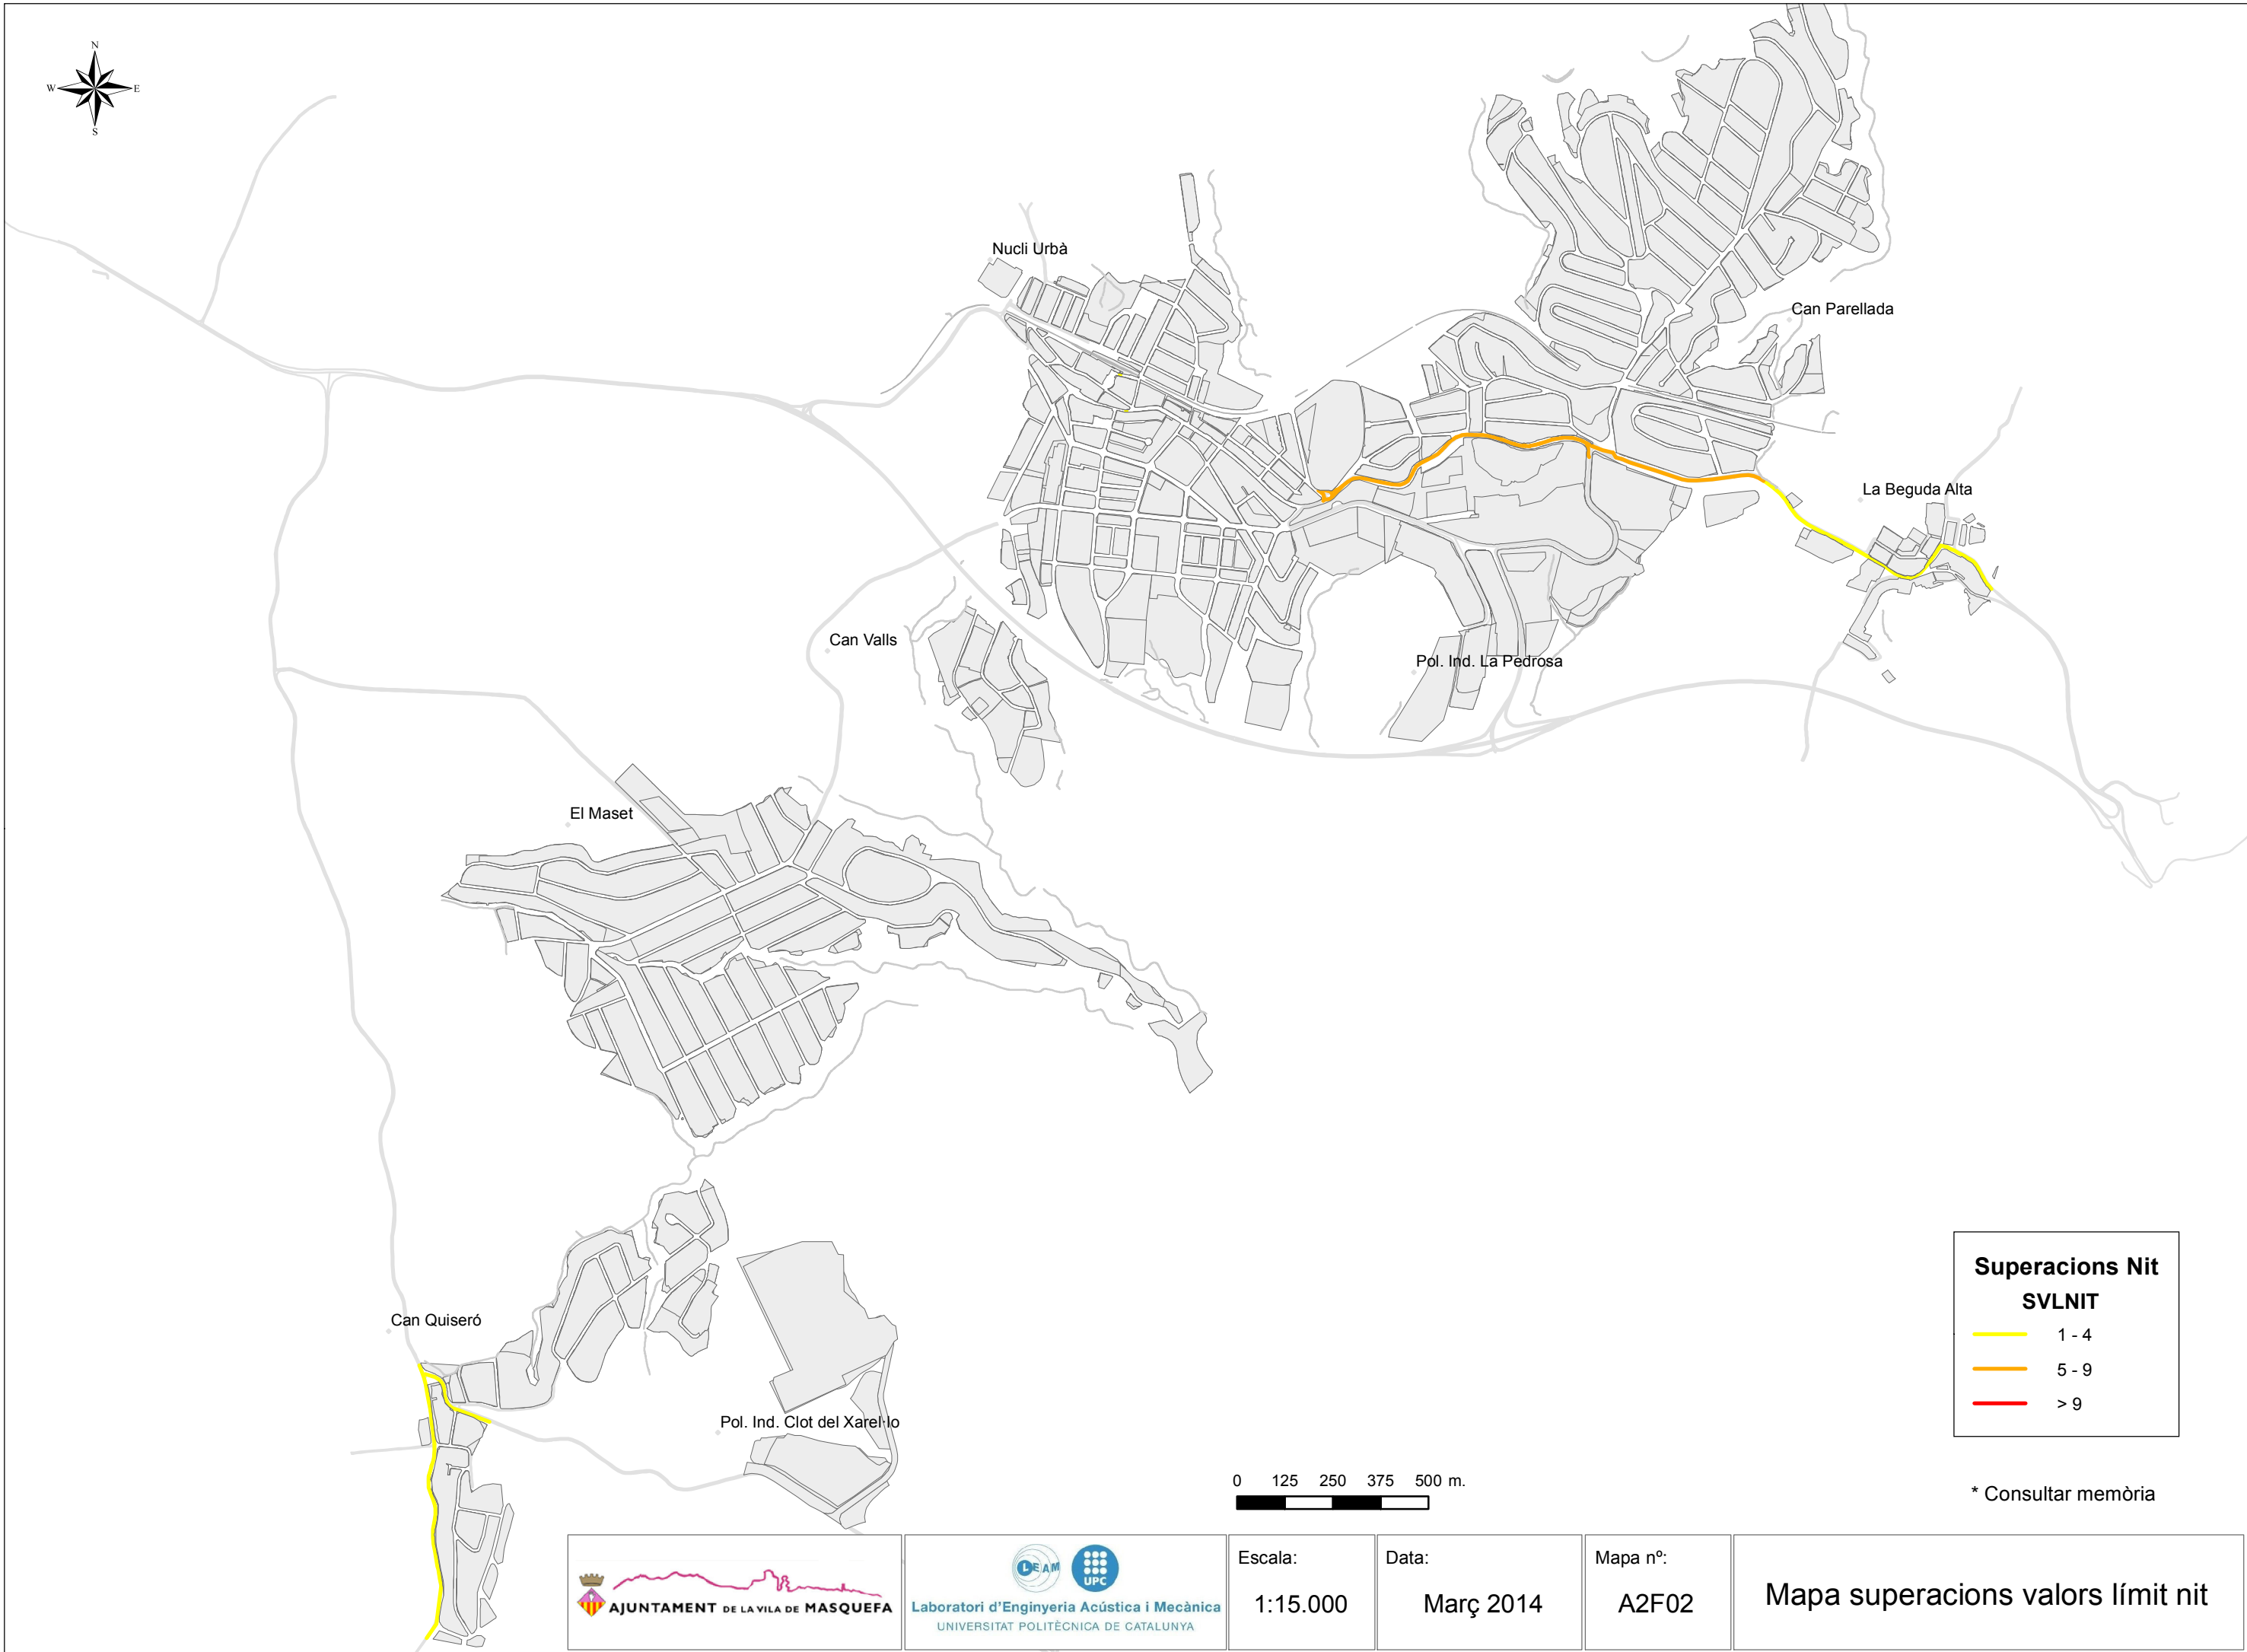 N
W
E
S
Nucli Urbà
Can Parellada
La Beguda Alta
Can Valls
Pol. Ind. La Pedrosa
El Maset
Can Quiseró
Pol. Ind. Clot del Xarel·lo
Superacions Nit
SVLNIT
1 - 4
5 - 9
> 9
* Consultar memòria
0 125 250 375 500 m.
AJUNTAMENT DE LA VILA DE MASQUEFA
LEAM
UPC
Laboratori d'Enginyeria Acústica i Mecànica
UNIVERSITAT POLITÈCNICA DE CATALUNYA
Escala:
1:15.000
Data:
Març 2014
Mapa nº:
A2F02
Mapa superacions valors límit nit